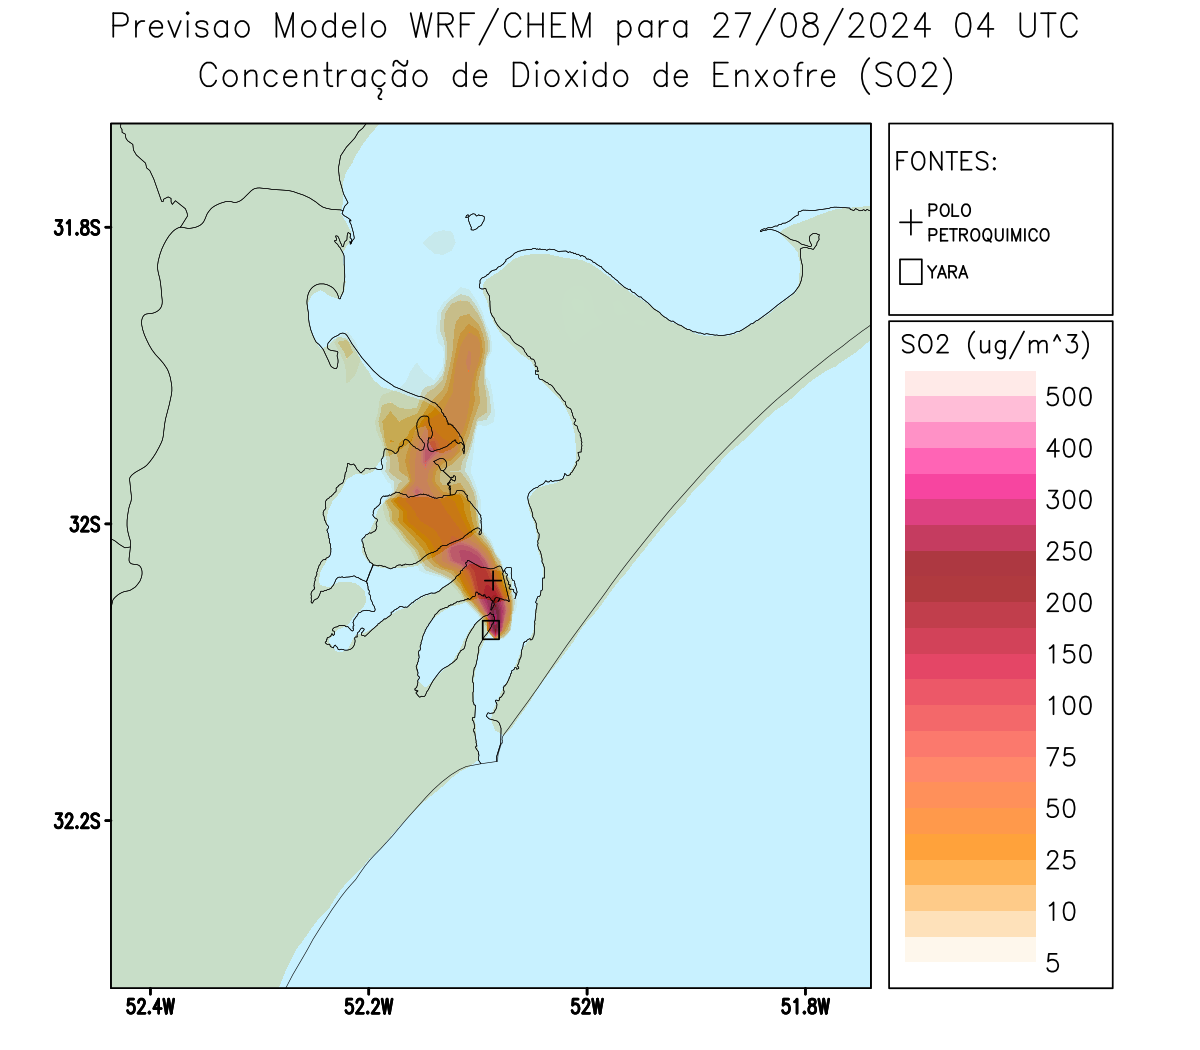 Previsao Modelo WRF/CHEM para 27/08/2024 04 UTC
Concentração de Dioxido de Enxofre (SO2)
FONTES:
POLO
PETROQUIMICO
YARA
31.8S
32S
32.2S
52.4W
52.2W
52W
51.8W
SO2 (ug/m^3)
500
400
300
250
200
150
100
75
50
25
10
5